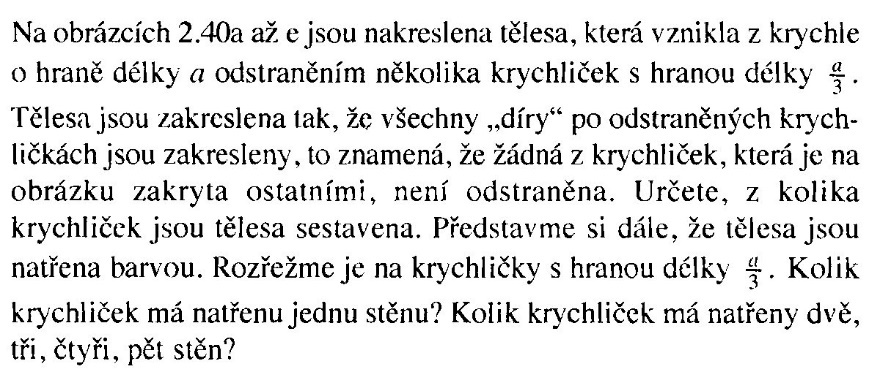 Na obrázcích 2.40a až e jsou nakreslena tělesa, která vznikla z krychle
o hraně délky a odstraněním několika krychliček s hranou délky a/3.
Tělesa jsou zakreslena tak, že všechny „díry“ po odstraněných krych-
ličkách jsou zakresleny, to znamená, že žádná z krychliček, která je na
obrázku zakryta ostatními, není odstraněna. Určete, z kolika
krychliček jsou tělesa sestavena. Představme si dále, že tělesa jsou
natřena barvou. Rozřežme je na krychličky s hranou délky a/3. Kolik
krychliček má natřenu jednu stěnu? Kolik krychliček má natřeny dvě,
tři, čtyři, pět stěn?